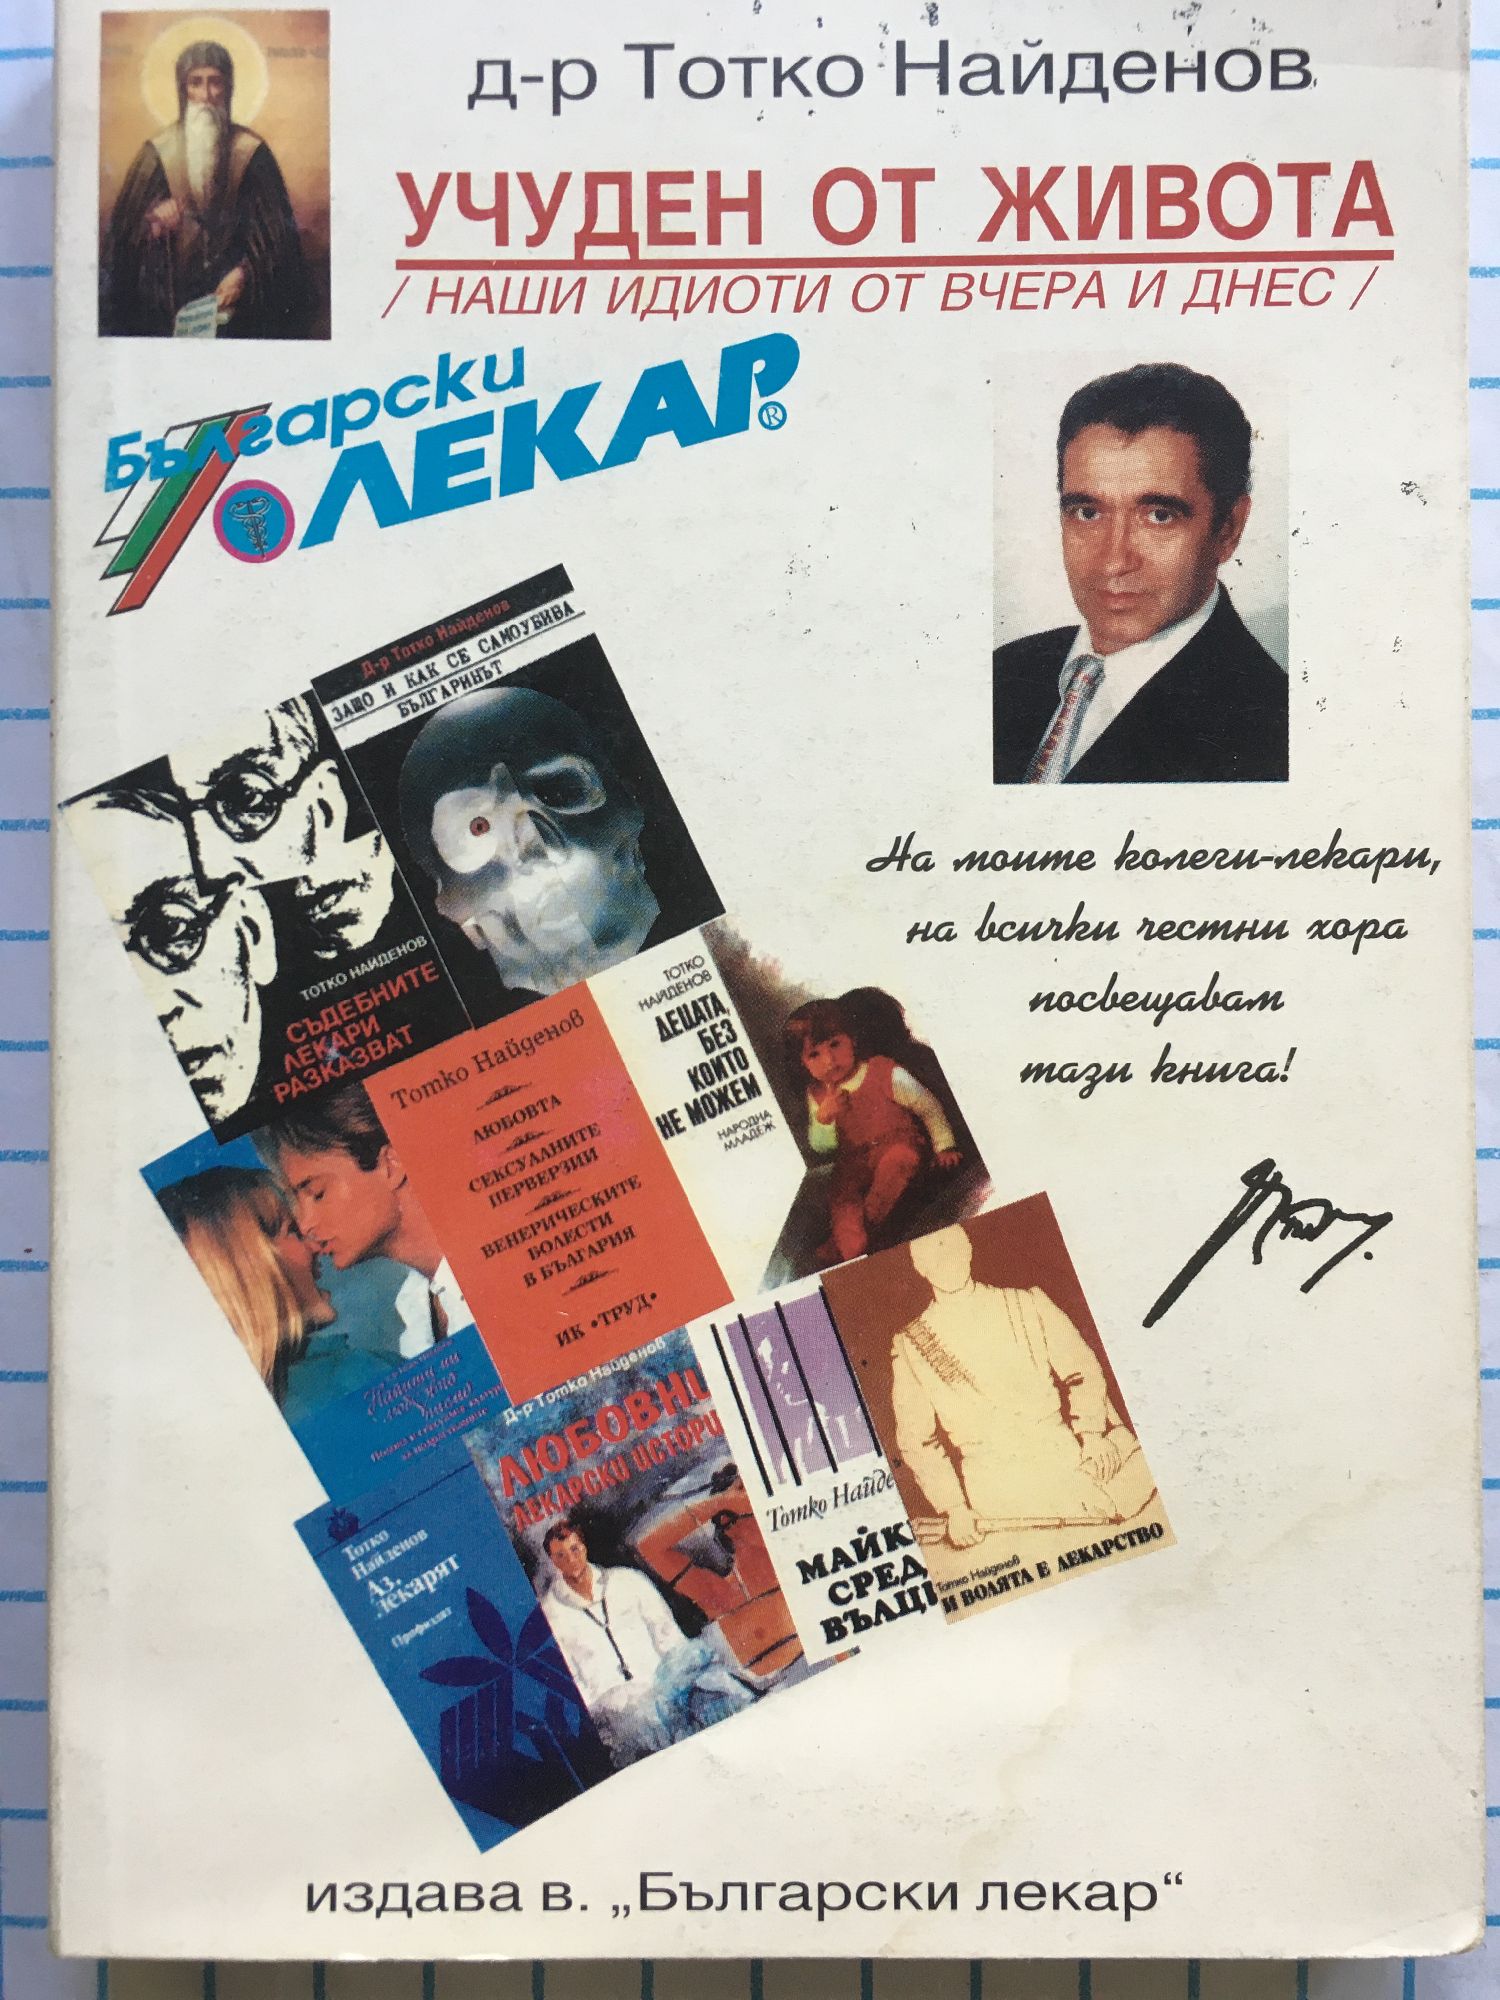 д-р Тотко Найденов
УЧУДЕН ОТ ЖИВОТА
/ НАШИ ИДИОТИ ОТ ВЧЕРА И ДНЕС /
Български
ЛЕКАР®
Д-р Тотко Найденов
ЗАЩО И КАК СЕ САМОУБИВА
БЪЛГАРИНЪТ
ТОТКО НАЙДЕНОВ
СЪДЕБНИТЕ
ЛЕКАРИ
РАЗКАЗВАТ
На моите колеги-лекари,
на всички честни хора
посвещавам
тази книга!
ТОТКО
НАЙДЕНОВ
ДЕЦАТА,
БЕЗ
КОИТО
НЕ МОЖЕМ
НАРОДНА
МЛАДЕЖ
Тотко Найденов
ЛЮБОВТА
СЕКСУАЛНИТЕ
ПЕРВЕРЗИИ
ВЕНЕРИЧЕСКИТЕ
БОЛЕСТИ
В БЪЛГАРИЯ
ИК •ТРУД•
Д-р Тотко Найденов
ЛЮБОВНИ
ЛЕКАРСКИ ИСТОРИ
Тотко Найде
МАЙК
СРЕД
ВЪЛЦ
Тотко Найденов
И ВОЛЯТА Е ЛЕКАРСТВО
Тотко
Найденов
Аз,
лекарят
Профиздат
издава в. „Български лекар“